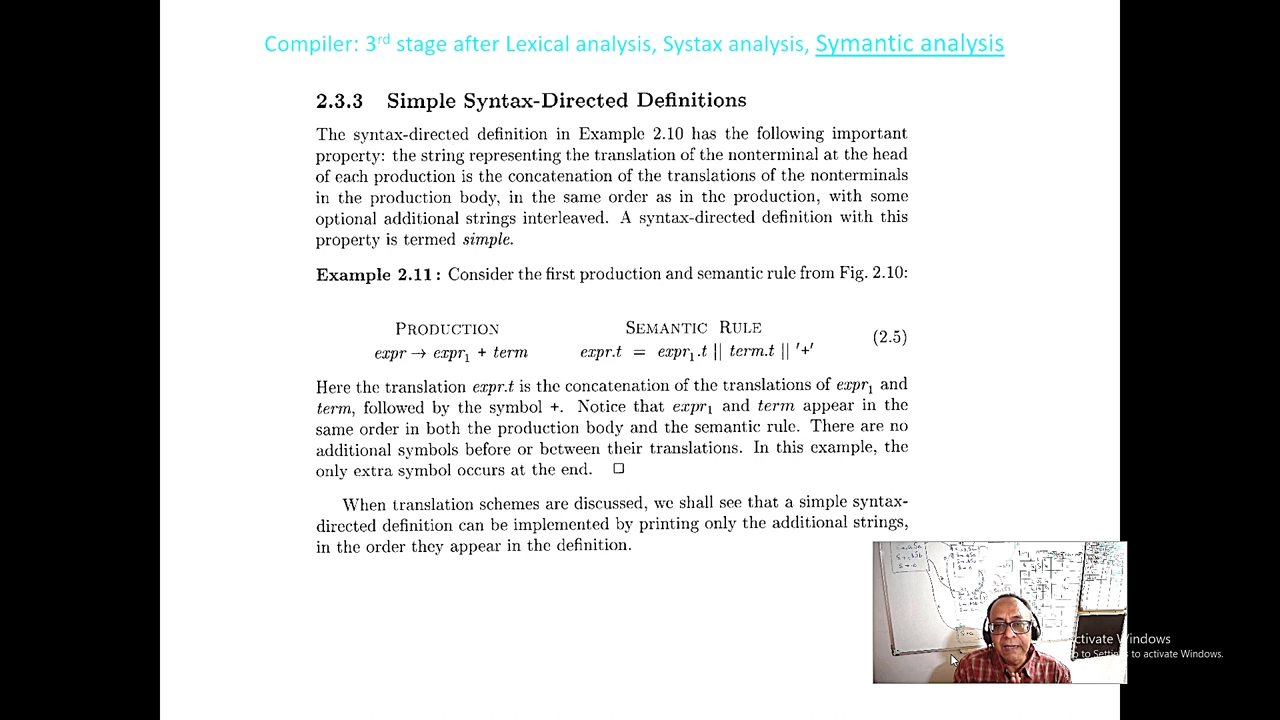 Compiler: 3rd stage after Lexical analysis, Systax analysis, Symantic analysis
2.3.3 Simple Syntax-Directed Definitions
The syntax-directed definition in Example 2.10 has the following important
property: the string representing the translation of the nonterminal at the head
of each production is the concatenation of the translations of the nonterminals
in the production body, in the same order as in the production, with some
optional additional strings interleaved. A syntax-directed definition with this
property is termed simple.
Example 2.11: Consider the first production and semantic rule from Fig. 2.10:
PRODUCTION SEMANTIC RULE
expr → expr₁ + term expr.t = expr₁.t || term.t || '+' (2.5)
Here the translation expr.t is the concatenation of the translations of expr₁ and
term, followed by the symbol +. Notice that expr₁ and term appear in the
same order in both the production body and the semantic rule. There are no
additional symbols before or between their translations. In this example, the
only extra symbol occurs at the end. □
When translation schemes are discussed, we shall see that a simple syntax-
directed definition can be implemented by printing only the additional strings,
in the order they appear in the definition.
ctivate Windows
to Settings to activate Windows.